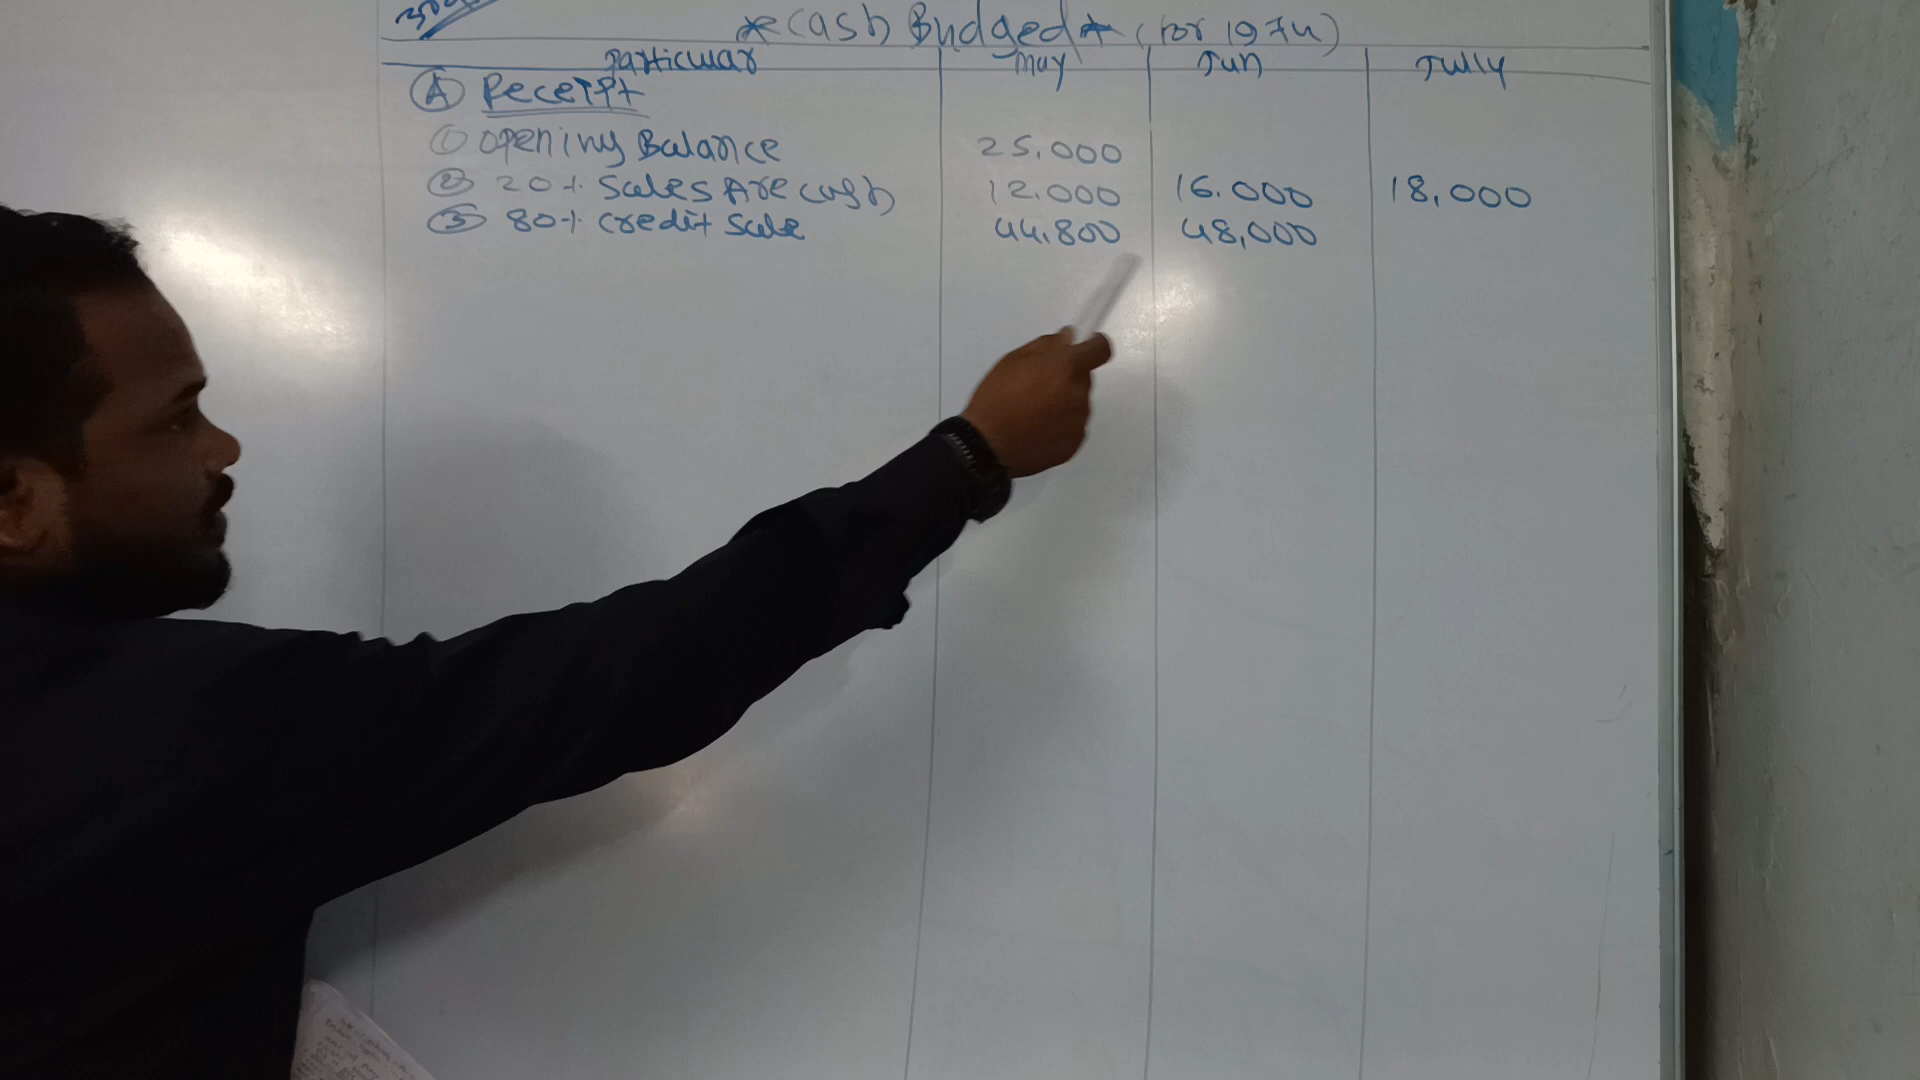 *Cash Budged* (for 1974)
particular May Jun Jully
Ⓐ Receipt
① opening Balance 25.000
② 20% Sales Are cash 12.000 16.000 18,000
③ 80% credit Sale 44.800 48,000